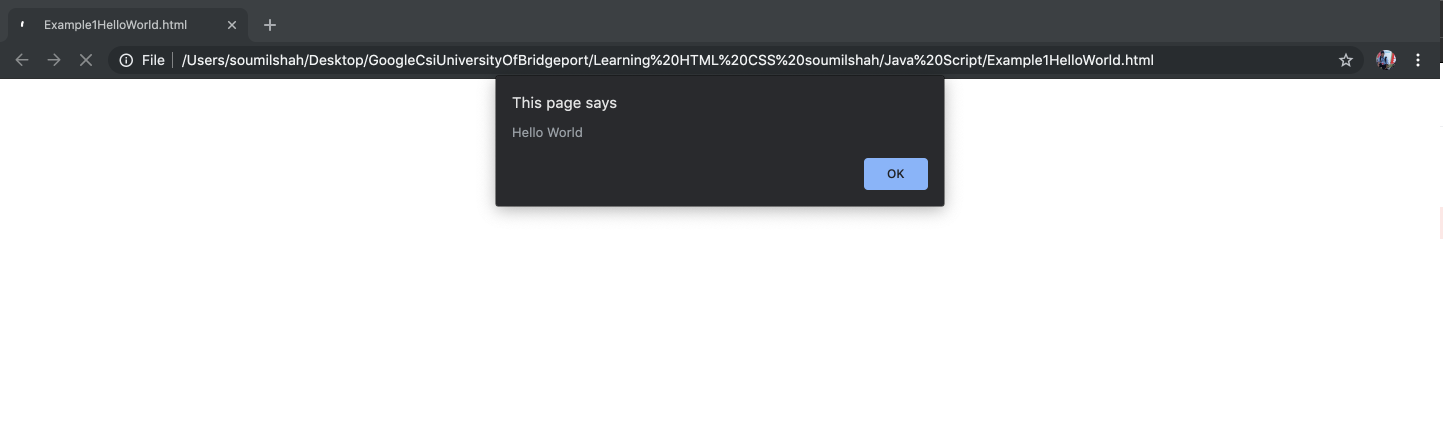 Example1HelloWorld.html
File /Users/soumilshah/Desktop/GoogleCsiUniversityOfBridgeport/Learning%20HTML%20CSS%20soumilshah/Java%20Script/Example1HelloWorld.html
This page says
Hello World
OK